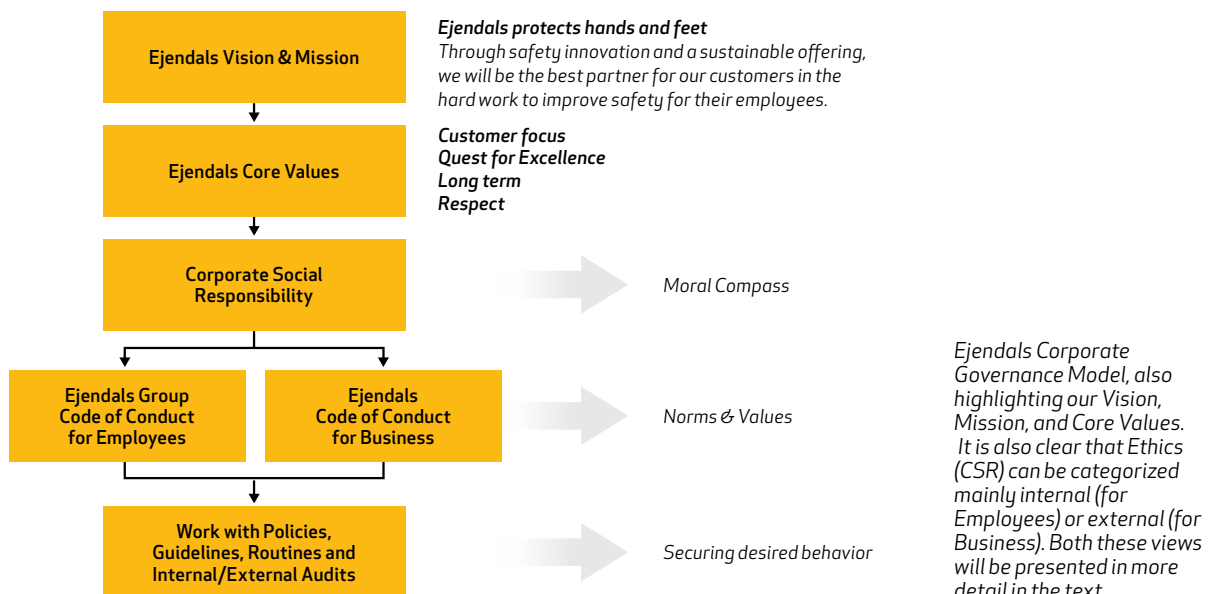 Ejendals Vision & Mission
Ejendals protects hands and feet
Through safety innovation and a sustainable offering,
we will be the best partner for our customers in the
hard work to improve safety for their employees.
Ejendals Core Values
Customer focus
Quest for Excellence
Long term
Respect
Corporate Social
Responsibility
Moral Compass
Ejendals Group
Code of Conduct
for Employees
Ejendals
Code of Conduct
for Business
Norms & Values
Work with Policies,
Guidelines, Routines and
Internal/External Audits
Securing desired behavior
Ejendals Corporate
Governance Model, also
highlighting our Vision,
Mission, and Core Values.
It is also clear that Ethics
(CSR) can be categorized
mainly internal (for
Employees) or external (for
Business). Both these views
will be presented in more
detail in the text